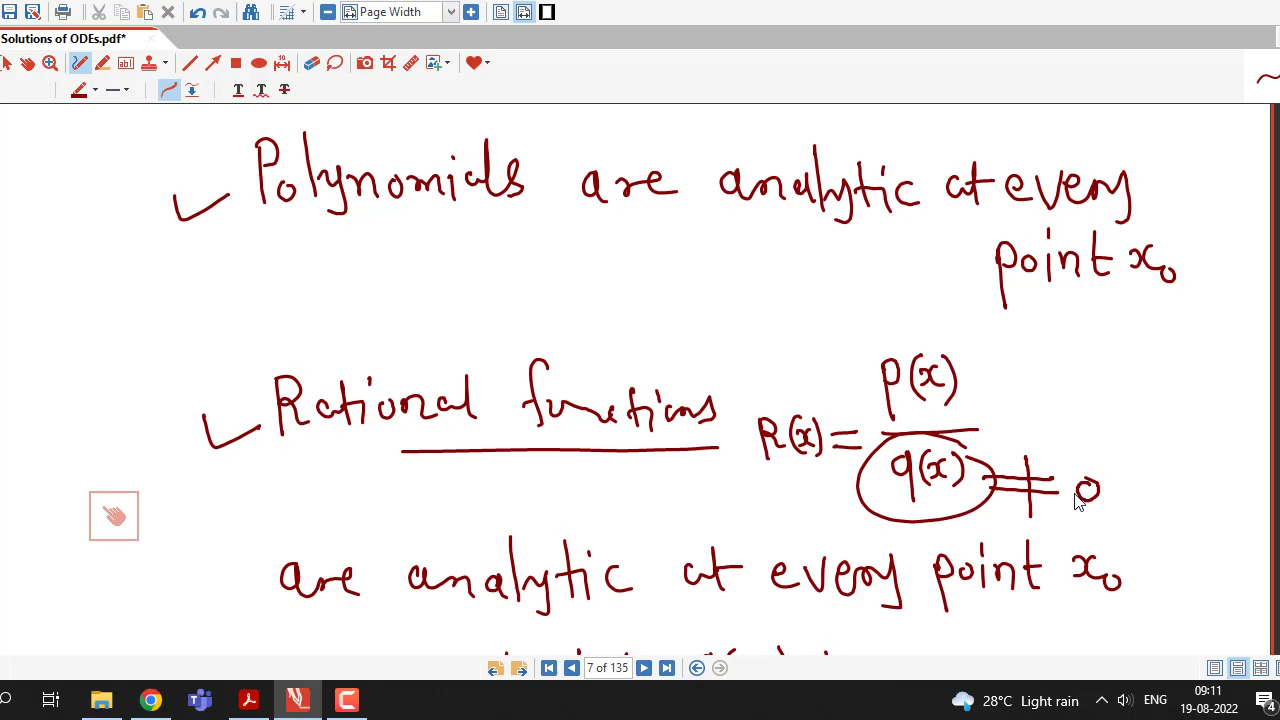 Page Width
Solutions of ODEs.pdf*
Polynomials are analytic at every
point x₀
Rational functions R(x) = p(x) / q(x) ≠ 0
are analytic at every point x₀
7 of 135
28°C Light rain
ENG
09:11
19-08-2022
4